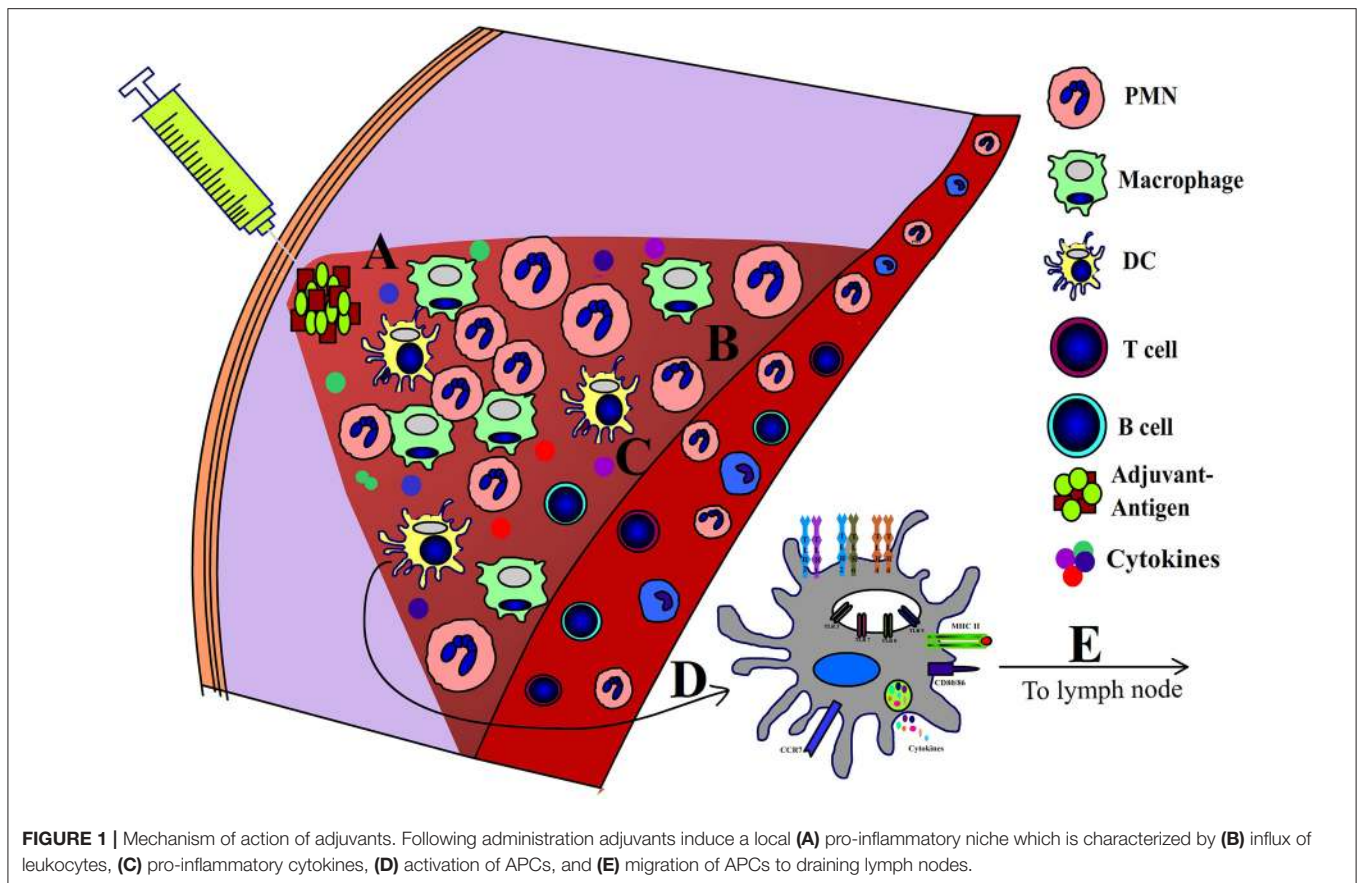 PMN
Macrophage
DC
T cell
B cell
Adjuvant-
Antigen
Cytokines
A
B
C
D
E
To lymph node
MHC II
CD80/86
CCR7
Cytokines
TLR 7
FIGURE 1 | Mechanism of action of adjuvants. Following administration adjuvants induce a local (A) pro-inflammatory niche which is characterized by (B) influx of
leukocytes, (C) pro-inflammatory cytokines, (D) activation of APCs, and (E) migration of APCs to draining lymph nodes.